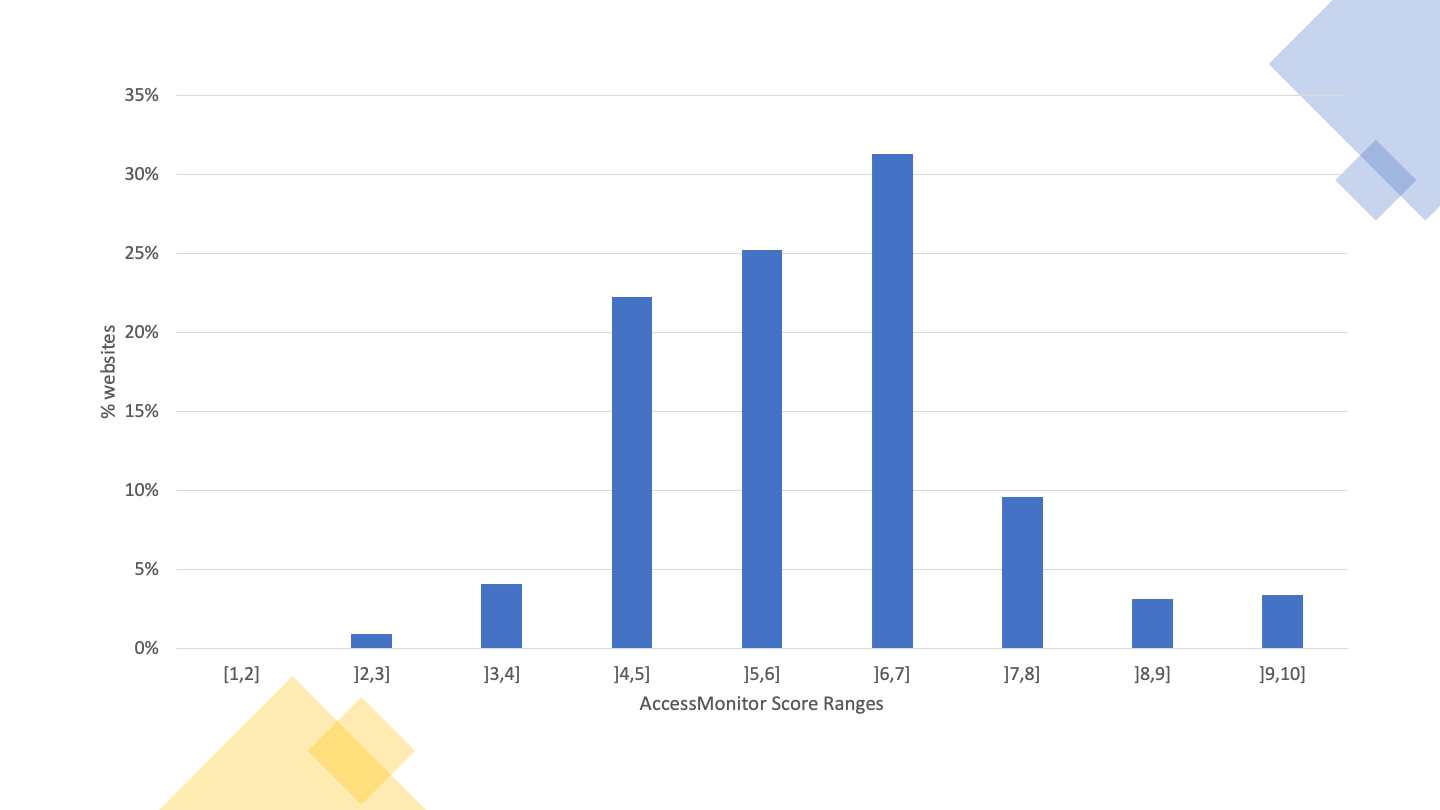 35%
30%
25%
20%
15%
10%
5%
0%
% websites
[1,2] ]2,3] ]3,4] ]4,5] ]5,6] ]6,7] ]7,8] ]8,9] ]9,10]
AccessMonitor Score Ranges